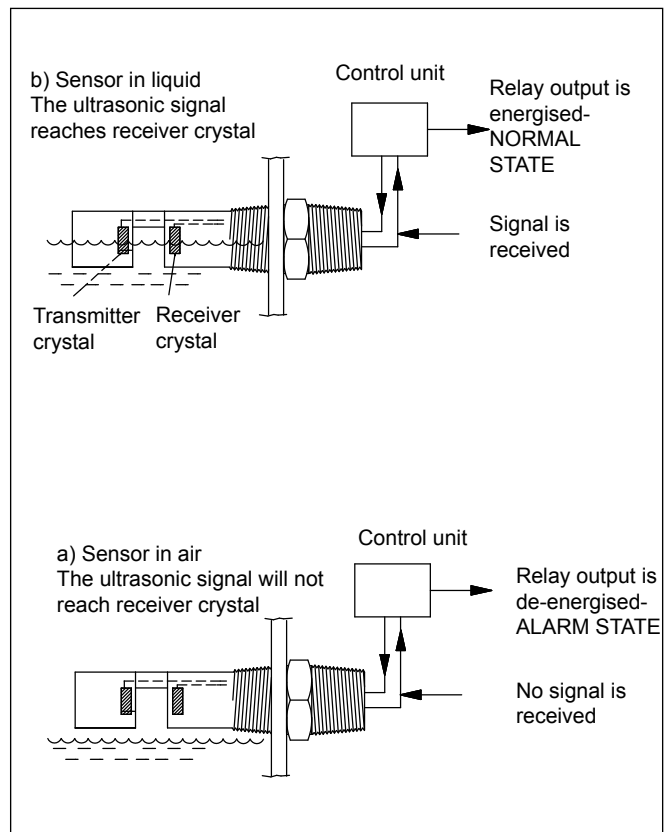 b) Sensor in liquid
The ultrasonic signal
reaches receiver crystal
Control unit
Relay output is
energised-
NORMAL
STATE
Signal is
received
Transmitter
crystal
Receiver
crystal
a) Sensor in air
The ultrasonic signal will not
reach receiver crystal
Control unit
Relay output is
de-energised-
ALARM STATE
No signal is
received